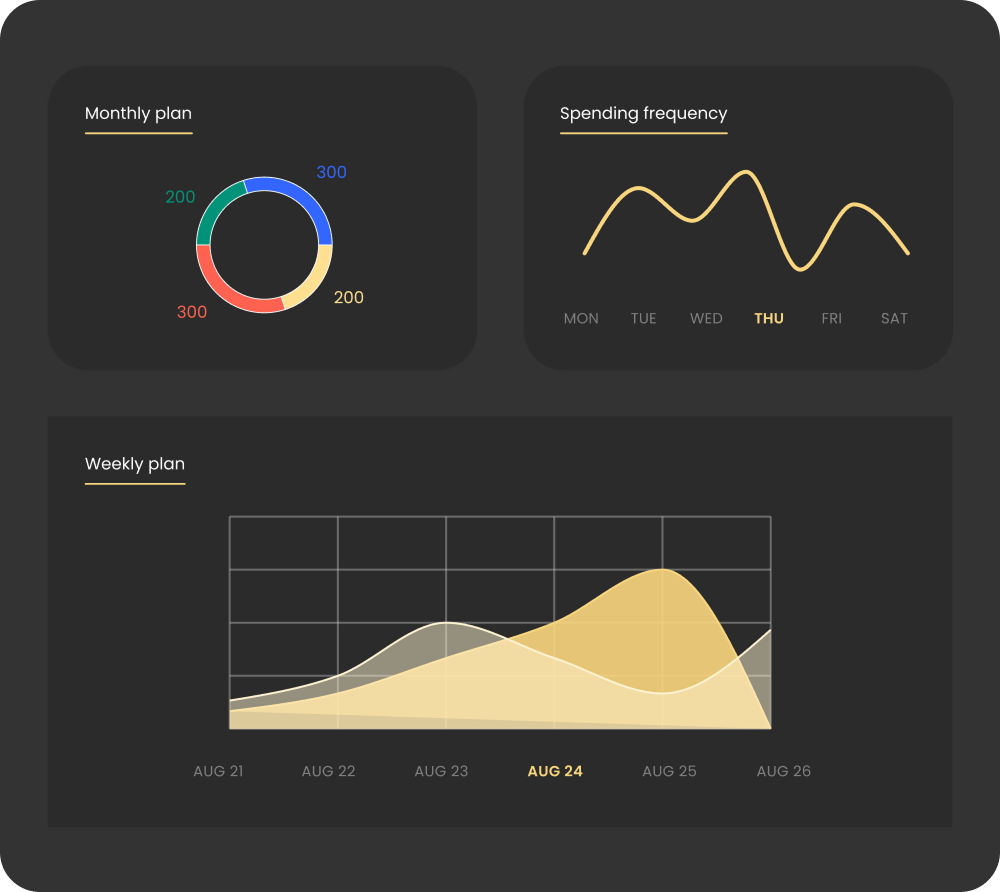 Monthly plan
300
200
200
300
Spending frequency
MON TUE WED THU FRI SAT
Weekly plan
AUG 21 AUG 22 AUG 23 AUG 24 AUG 25 AUG 26